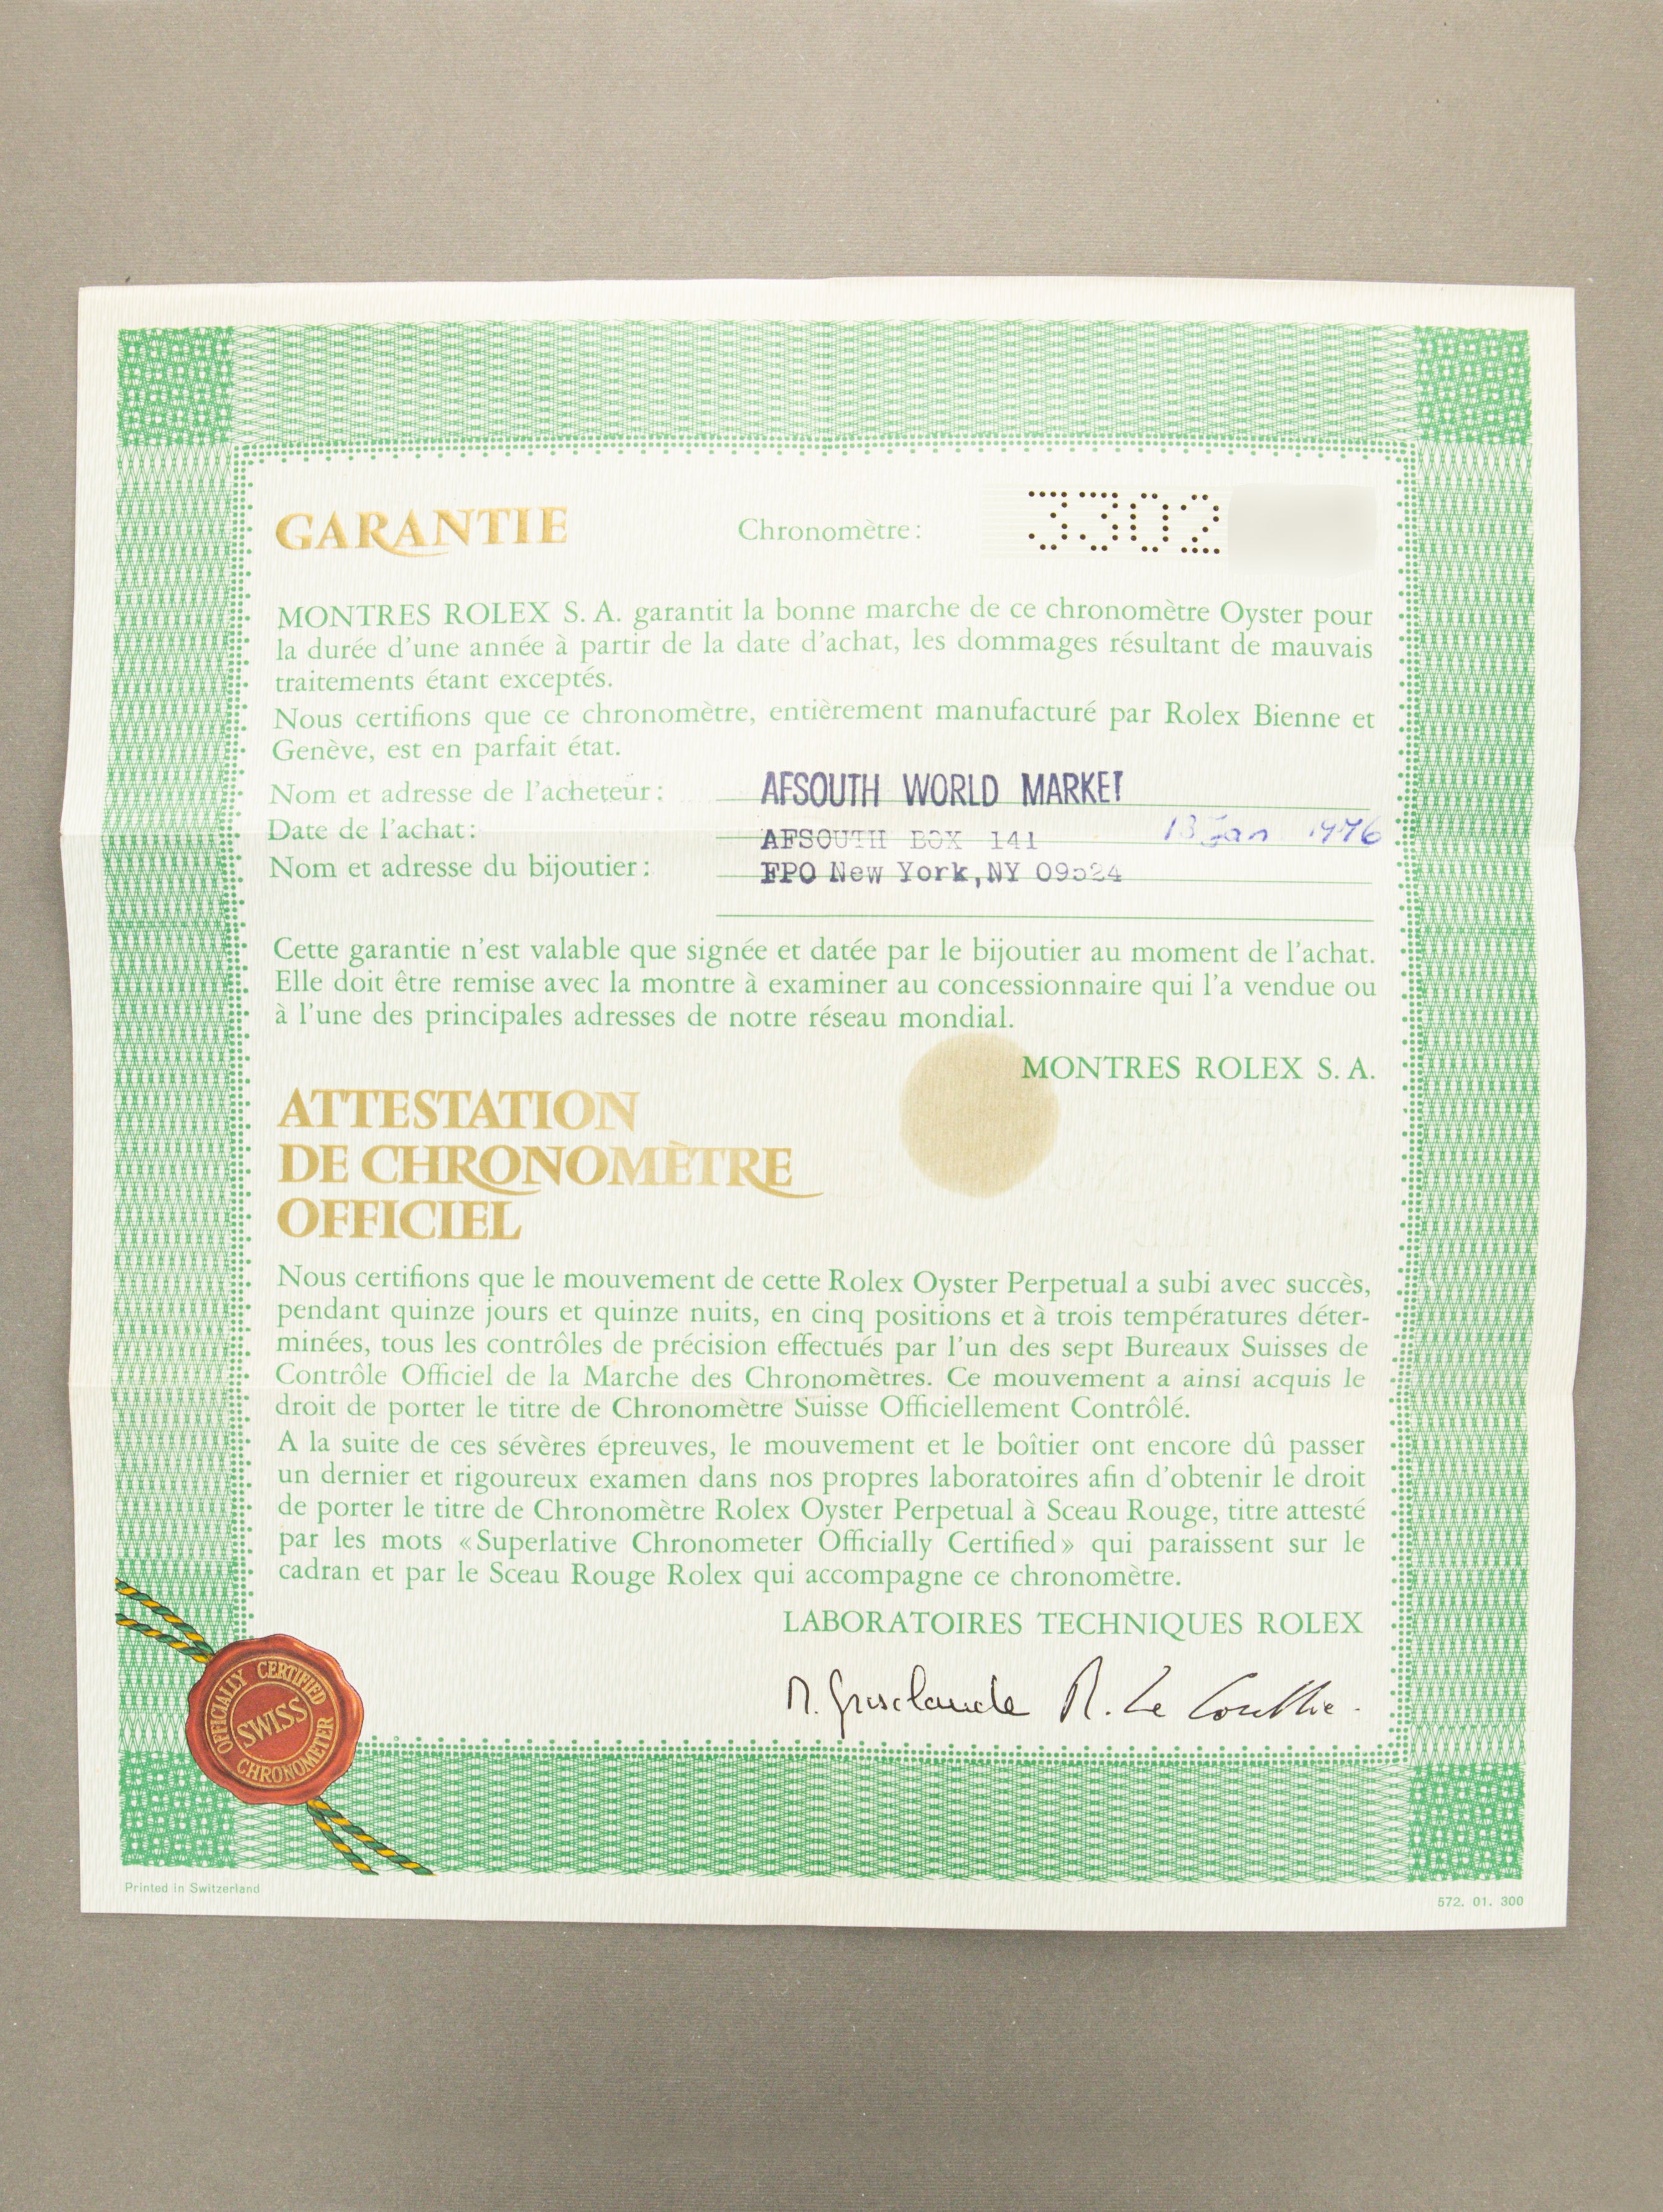 GARANTIE
Chronomètre: 3302
MONTRES ROLEX S. A. garantit la bonne marche de ce chronomètre Oyster pour
la durée d'une année à partir de la date d'achat, les dommages résultant de mauvais
traitements étant exceptés.
Nous certifions que ce chronomètre, entièrement manufacturé par Rolex Bienne et
Genève, est en parfait état.
Nom et adresse de l'acheteur: AFSOUTH WORLD MARKET
Date de l'achat: AFSOUTH BOX 141 13 Jan 1976
Nom et adresse du bijoutier: FPO New York, NY 09524
Cette garantie n'est valable que signée et datée par le bijoutier au moment de l'achat.
Elle doit être remise avec la montre à examiner au concessionnaire qui l'a vendue ou
à l'une des principales adresses de notre réseau mondial.
MONTRES ROLEX S. A.
ATTESTATION
DE CHRONOMÈTRE
OFFICIEL
Nous certifions que le mouvement de cette Rolex Oyster Perpetual a subi avec succès,
pendant quinze jours et quinze nuits, en cinq positions et à trois températures déter-
minées, tous les contrôles de précision effectués par l'un des sept Bureaux Suisses de
Contrôle Officiel de la Marche des Chronomètres. Ce mouvement a ainsi acquis le
droit de porter le titre de Chronomètre Suisse Officiellement Contrôlé.
A la suite de ces sévères épreuves, le mouvement et le boîtier ont encore dû passer
un dernier et rigoureux examen dans nos propres laboratoires afin d'obtenir le droit
de porter le titre de Chronomètre Rolex Oyster Perpetual à Sceau Rouge, titre attesté
par les mots «Superlative Chronometer Officially Certified» qui paraissent sur le
cadran et par le Sceau Rouge Rolex qui accompagne ce chronomètre.
LABORATOIRES TECHNIQUES ROLEX
R. Le Coultre.
OFFICIALLY CERTIFIED
SWISS
CHRONOMETER
Printed in Switzerland
572. 01. 300